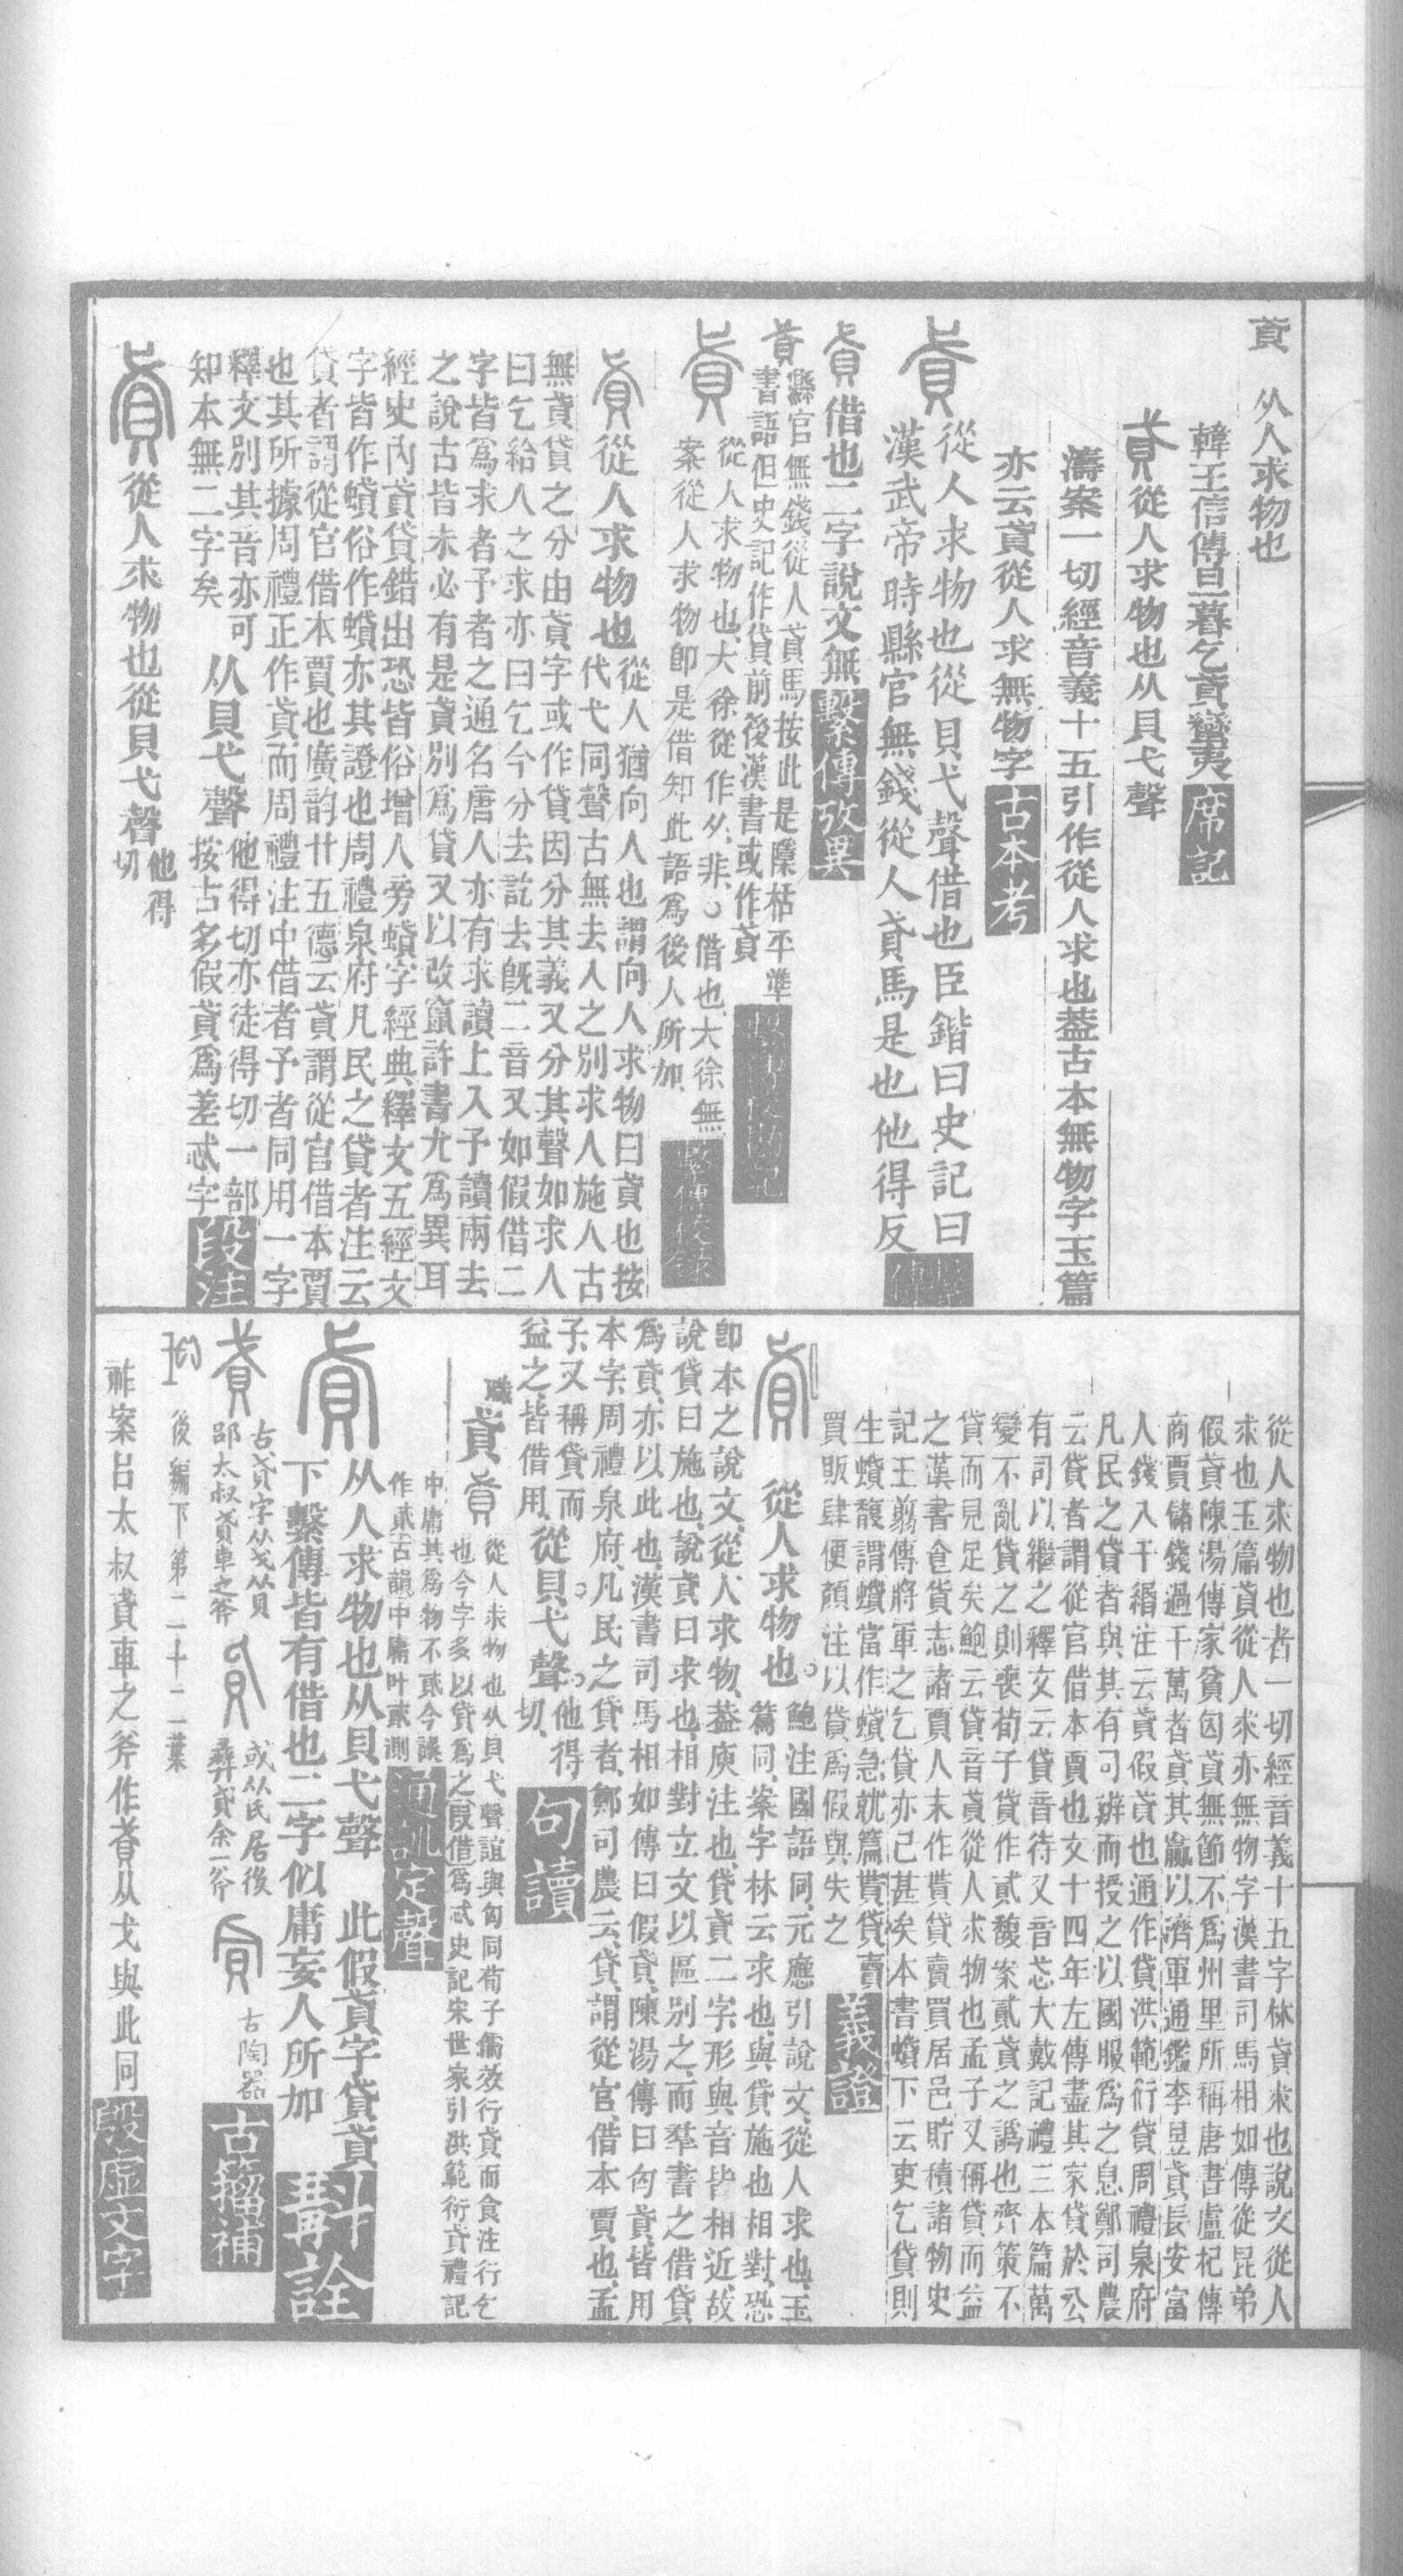 貣　从人求物也
韓王信傳旦暮乞貣蠻夷 席記
貣從人求物也从貝弋聲
濤案一切經音義十五引作從人求也葢古本無物字玉篇
亦云貣從人求無物字 古本考
貣 從人求物也從貝弋聲借也臣鍇曰史記曰
漢武帝時縣官無錢從人貣馬是也他得反
貣借也二字說文無 繫傳攷異
貣 縣官無錢從人貣馬按此是檃栝平準
書語但史記作貸前後漢書或作貣
貣 從人求物也大徐從作从非○借也大徐無
案從人求物卽是借知此語爲後人所加 繫傳校錄
貣從人求物也 從人猶向人也謂向人求物曰貣也按
代弋同聲古無去人之別求人施人古
無貣貸之分由貣字或作貸因分其義又分其聲如求人
曰乞給人之求亦曰乞今分去訖去旣二音又如假借二
字皆爲求者予者之通名唐人亦有求讀上入予讀兩去
之說古皆未必有是貣別爲貸又以改竄許書尤爲異耳
經史內貣貸錯出恐皆俗增人旁蟘字經典釋文五經文
字皆作蟘俗作蟦亦其證也周禮泉府凡民之貸者注云
貸者謂從官借本賈也廣韵廿五德云貣謂從官借本賈
也其所據周禮正作貣而周禮注中借者予者同用一字
釋文別其音亦可
知本無二字矣
从貝弋聲 他得切亦徒得切一部
按古多假貣爲差忒字 段注
貣從人求物也從貝弋聲 他得
切
從人求物也者一切經音義十五字林貣求也說文從人
求也玉篇貣從人求亦無物字漢書司馬相如傳從昆弟
假貣陳湯傳家貧匃貣無節不爲州里所稱唐書盧杞傳
商賈儲錢過千萬者貣其贏以濟軍通鑑李昱貣長安富
人錢入千緡注云貣假貣也通作貸洪範衍貸周禮泉府
凡民之貸者與其有司辨而授之以國服爲之息鄭司農
云貸者謂從官借本賈也文十四年左傳盡其家貸於公
有司以繼之釋文云貸音待又音忒大戴記禮三本篇萬
變不亂貸之則喪荀子貸作貳馥案貳貣之譌也齊策不
貸而見足矣鮑云貸音貣從人求物也孟子又稱貸而益
之漢書食貨志諸賈人末作貰貸賣買居邑貯積諸物史
記王翦傳將軍之乞貸亦已甚矣本書蟘下云吏乞貸則
生蟘馥謂蟘當作蟘急就篇貰貸賣
買販肆便顏注以貸爲假與失之 義證
貣 從人求物也○ 鮑注國語同元應引說文從人求也玉
篇同案字林云求也與貸施也相對恐
卽本之說文從人求物葢庾注也貸貣二字形與音皆相近故
說貸曰施也說貣曰求也相對立文以區別之而羣書之借貸
爲貣亦以此也漢書司馬相如傳曰假貣陳湯傳曰匃貣皆用
本字周禮泉府凡民之貸者鄭司農云貸謂從官借本賈也孟
子又稱貸而
益之皆借用
從貝弋聲 他得
切 句讀
職 貣貣 從人求物也从貝弋聲誼與匃同荀子儒效行貣而食注行乞
也今字多以貸爲之叚借爲忒史記宋世家引洪範衍貣禮記
中庸其爲物不貳今誤
作貳古韻中庸叶貣測 通訓定聲
貣 从人求物也从貝弋聲　此假貣字貸貣
下繫傳皆有借也二字似庸妄人所加 斠詮
貣 古貣字从戈从貝
郘太叔貣車之斧 或从民居後
彝貣余一斧 古陶器 古籀補
後編下第二十二葉
祚案呂太叔貣車之斧作貣从戈與此同 殷虛文字